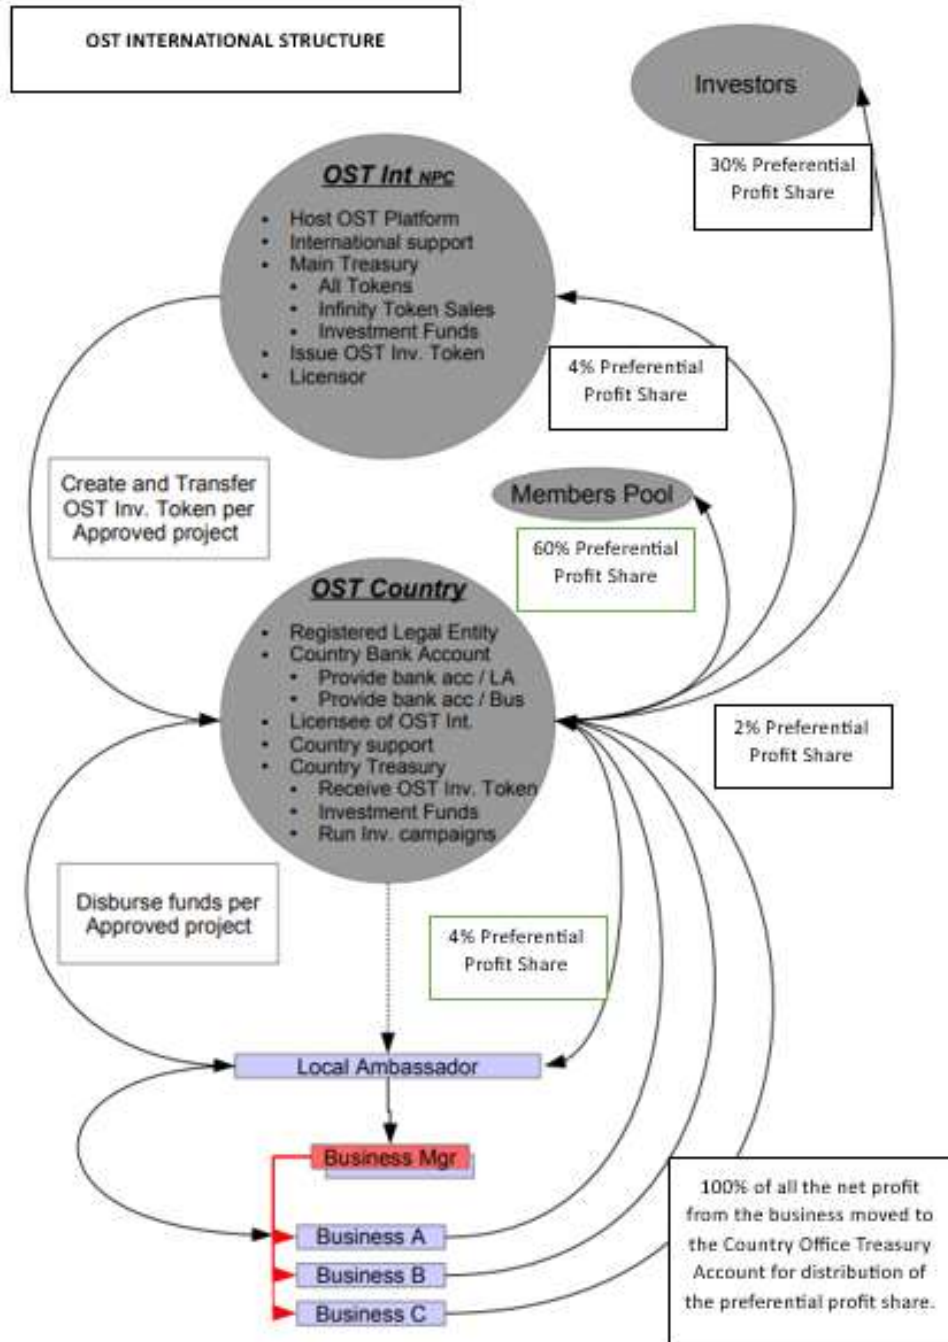 OST INTERNATIONAL STRUCTURE
Investors
30% Preferential
Profit Share
OST Int NPC
• Host OST Platform
• International support
• Main Treasury
• All Tokens
• Infinity Token Sales
• Investment Funds
• Issue OST Inv. Token
• Licensor
4% Preferential
Profit Share
Create and Transfer
OST Inv. Token per
Approved project
Members Pool
60% Preferential
Profit Share
OST Country
• Registered Legal Entity
• Country Bank Account
• Provide bank acc / LA
• Provide bank acc / Bus
• Licensee of OST Int.
• Country support
• Country Treasury
• Receive OST Inv. Token
• Investment Funds
• Run Inv. campaigns
2% Preferential
Profit Share
Disburse funds per
Approved project
4% Preferential
Profit Share
Local Ambassador
Business Mgr
Business A
Business B
Business C
100% of all the net profit
from the business moved to
the Country Office Treasury
Account for distribution of
the preferential profit share.